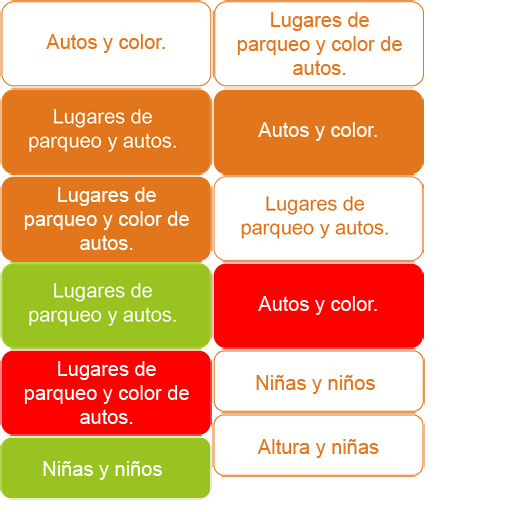 Autos y color.
Lugares de
parqueo y color de
autos.
Lugares de
parqueo y autos.
Autos y color.
Lugares de
parqueo y color de
autos.
Lugares de
parqueo y autos.
Lugares de
parqueo y autos.
Autos y color.
Lugares de
parqueo y color de
autos.
Niñas y niños
Niñas y niños
Altura y niñas